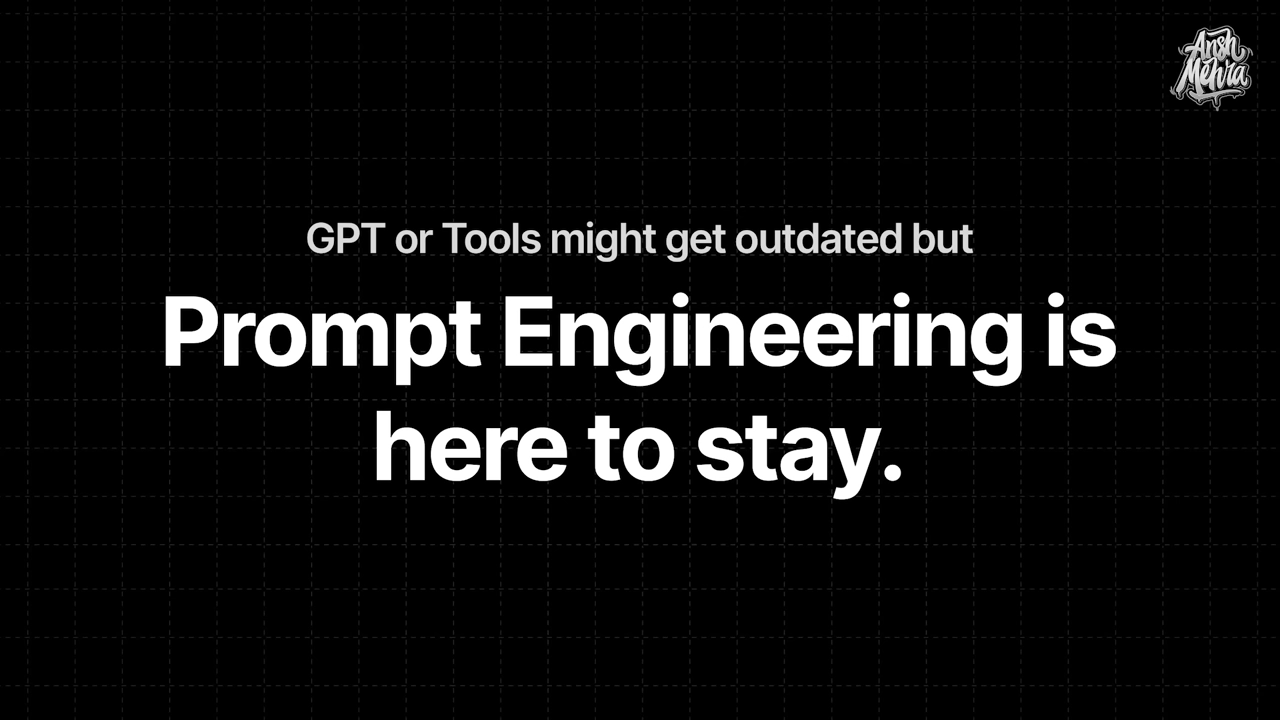 Ansh
Mehra
GPT or Tools might get outdated but
Prompt Engineering is
here to stay.